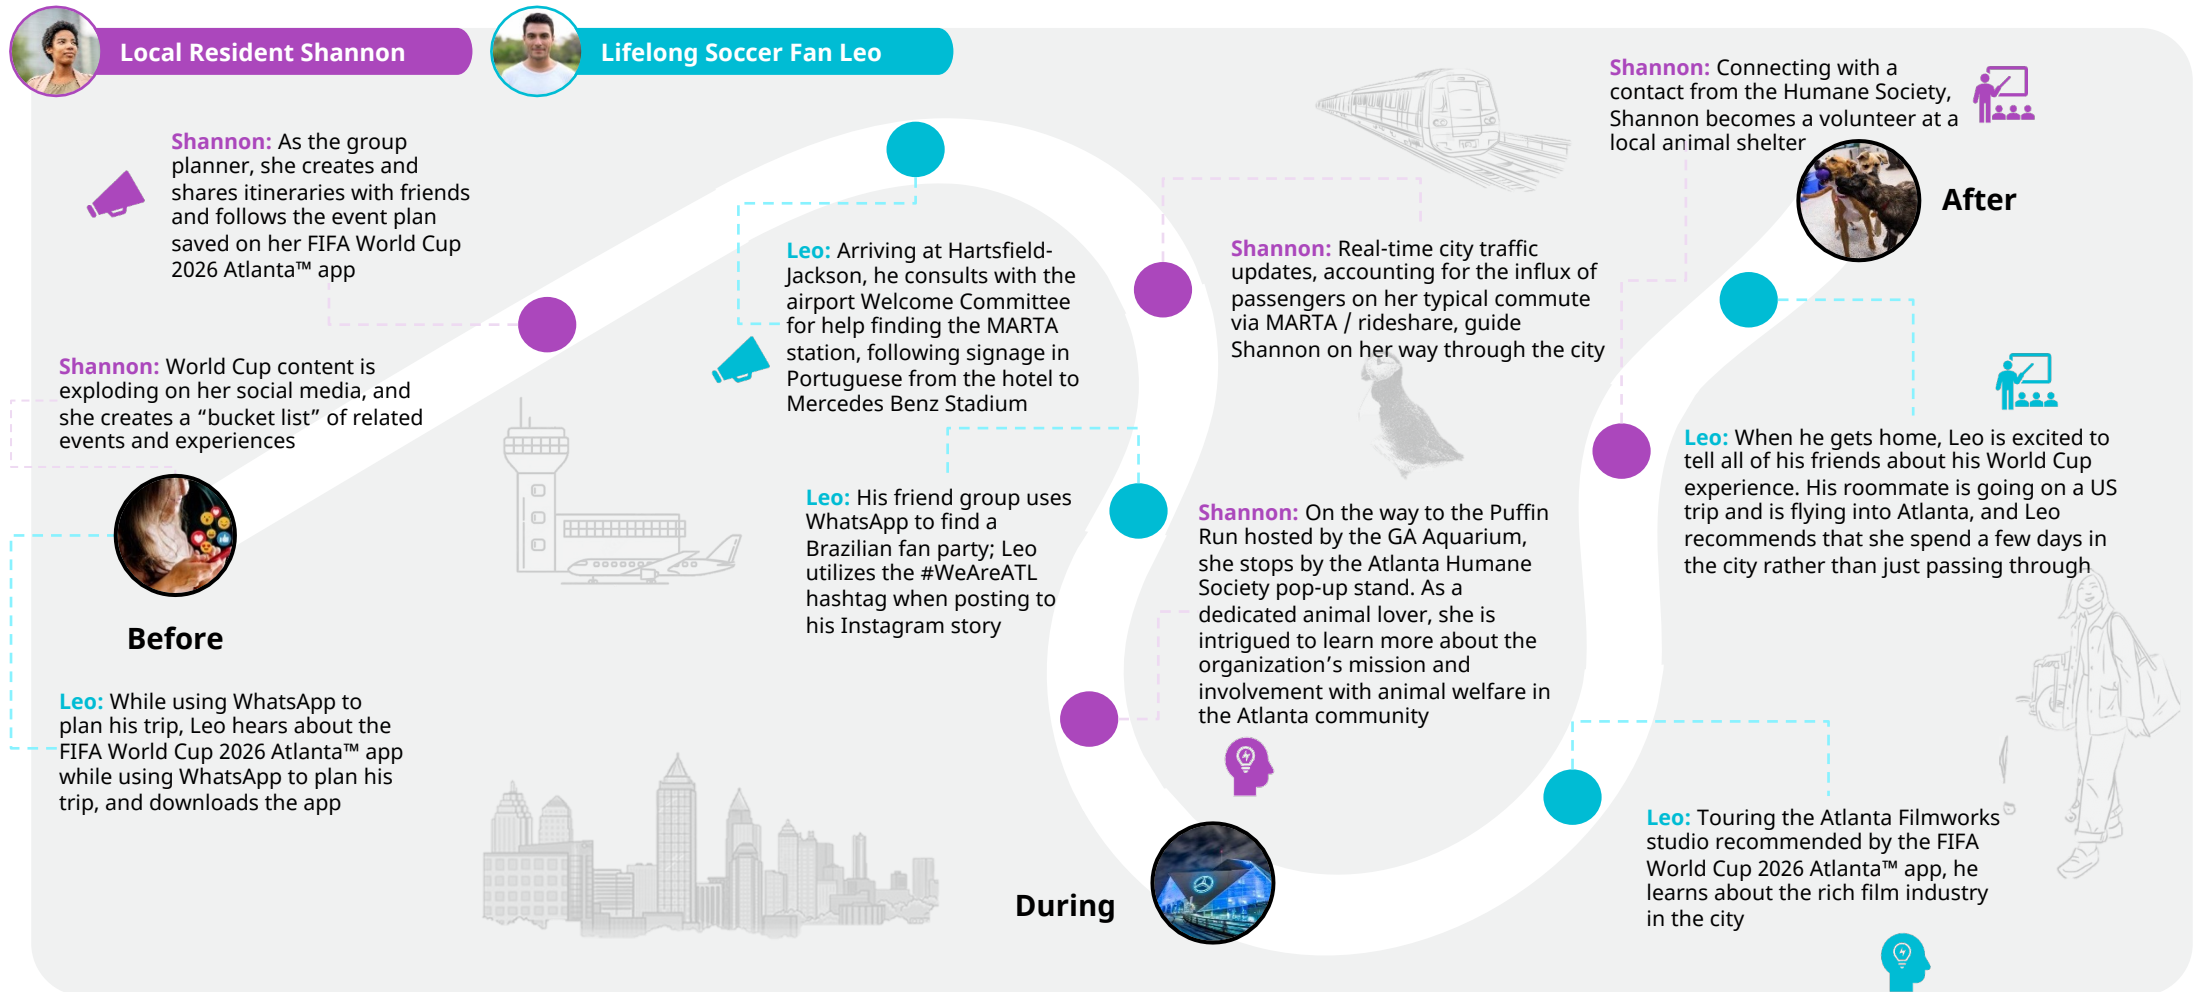 Local Resident Shannon
Lifelong Soccer Fan Leo
Shannon: As the group
planner, she creates and
shares itineraries with friends
and follows the event plan
saved on her FIFA World Cup
2026 Atlanta™ app
Shannon: World Cup content is
exploding on her social media, and
she creates a “bucket list” of related
events and experiences
Before
Leo: While using WhatsApp to
plan his trip, Leo hears about the
FIFA World Cup 2026 Atlanta™ app
while using WhatsApp to plan his
trip, and downloads the app
Leo: Arriving at Hartsfield-
Jackson, he consults with the
airport Welcome Committee
for help finding the MARTA
station, following signage in
Portuguese from the hotel to
Mercedes Benz Stadium
Leo: His friend group uses
WhatsApp to find a
Brazilian fan party; Leo
utilizes the #WeAreATL
hashtag when posting to
his Instagram story
Shannon: Real-time city traffic
updates, accounting for the influx of
passengers on her typical commute
via MARTA / rideshare, guide
Shannon on her way through the city
Shannon: On the way to the Puffin
Run hosted by the GA Aquarium,
she stops by the Atlanta Humane
Society pop-up stand. As a
dedicated animal lover, she is
intrigued to learn more about the
organization’s mission and
involvement with animal welfare in
the Atlanta community
During
Shannon: Connecting with a
contact from the Humane Society,
Shannon becomes a volunteer at a
local animal shelter
After
Leo: When he gets home, Leo is excited to
tell all of his friends about his World Cup
experience. His roommate is going on a US
trip and is flying into Atlanta, and Leo
recommends that she spend a few days in
the city rather than just passing through
Leo: Touring the Atlanta Filmworks
studio recommended by the FIFA
World Cup 2026 Atlanta™ app, he
learns about the rich film industry
in the city